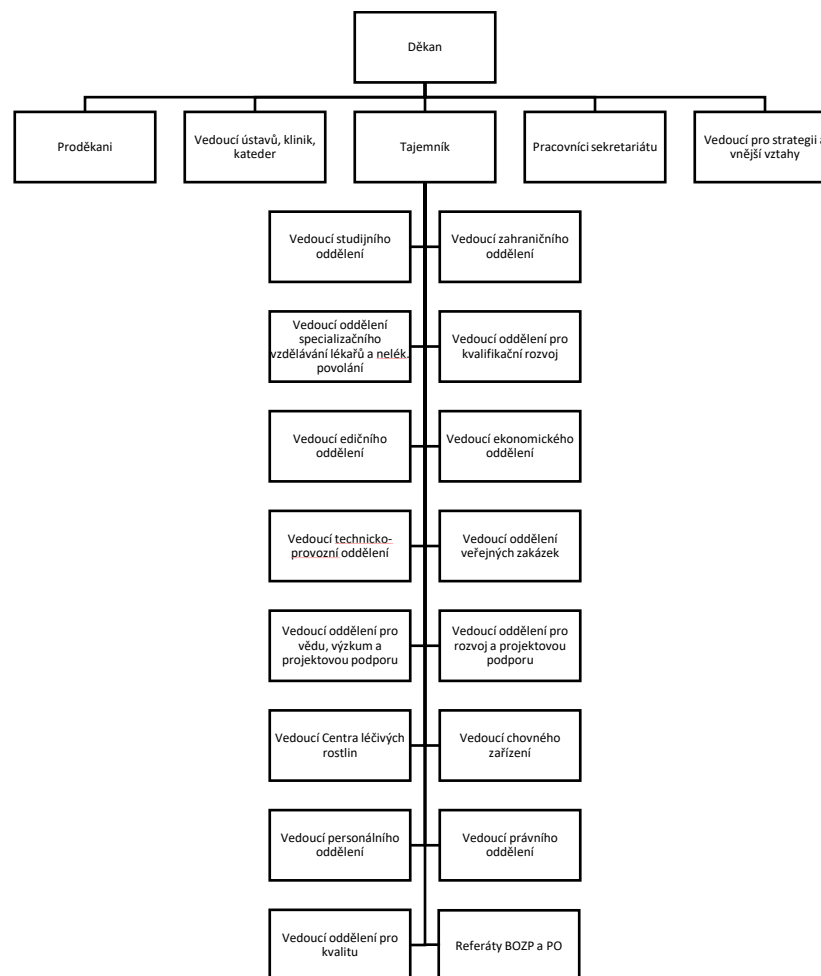 Děkan
Proděkani
Vedoucí ústavů, klinik,
kateder
Tajemník
Pracovníci sekretariátu
Vedoucí pro strategii a
vnější vztahy
Vedoucí studijního
oddělení
Vedoucí zahraničního
oddělení
Vedoucí oddělení
specializačního
vzdělávání lékařů a nelék.
povolání
Vedoucí oddělení pro
kvalifikační rozvoj
Vedoucí edičního
oddělení
Vedoucí ekonomického
oddělení
Vedoucí technicko-
provozní oddělení
Vedoucí oddělení
veřejných zakázek
Vedoucí oddělení pro
vědu, výzkum a
projektovou podporu
Vedoucí oddělení pro
rozvoj a projektovou
podporu
Vedoucí Centra léčivých
rostlin
Vedoucí chovného
zařízení
Vedoucí personálního
oddělení
Vedoucí právního
oddělení
Vedoucí oddělení pro
kvalitu
Referáty BOZP a PO